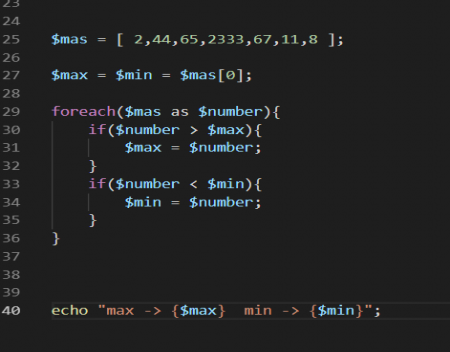 23
24
25 $mas = [ 2,44,65,2333,67,11,8 ];
26
27 $max = $min = $mas[0];
28
29 foreach($mas as $number){
30     if($number > $max){
31         $max = $number;
32     }
33     if($number < $min){
34         $min = $number;
35     }
36 }
37
38
39
40 echo "max -> {$max}  min -> {$min}";